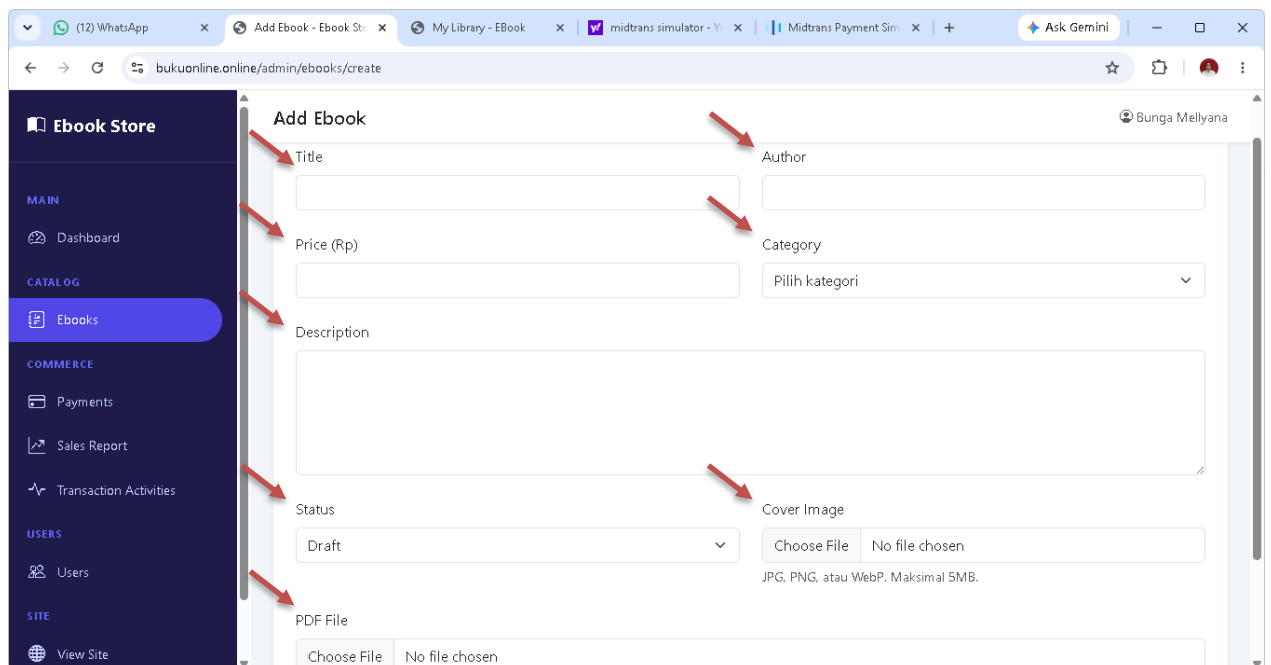 (12) WhatsApp
Add Ebook - Ebook Sto
My Library - EBook
midtrans simulator - Ya
Midtrans Payment Sim
Ask Gemini
bukuonline.online/admin/ebooks/create
Ebook Store
MAIN
Dashboard
CATALOG
Ebooks
COMMERCE
Payments
Sales Report
Transaction Activities
USERS
Users
SITE
View Site
Add Ebook
Bunga Mellyana
Title
Author
Price (Rp)
Category
Pilih kategori
Description
Status
Cover Image
Draft
Choose File No file chosen
JPG, PNG, atau WebP. Maksimal 5MB.
PDF File
Choose File No file chosen